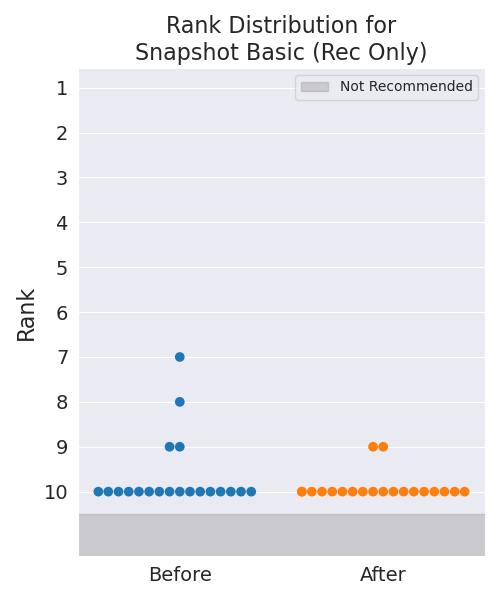 Rank Distribution for
Snapshot Basic (Rec Only)
Not Recommended
1
2
3
4
5
6
7
8
9
10
Rank
Before
After